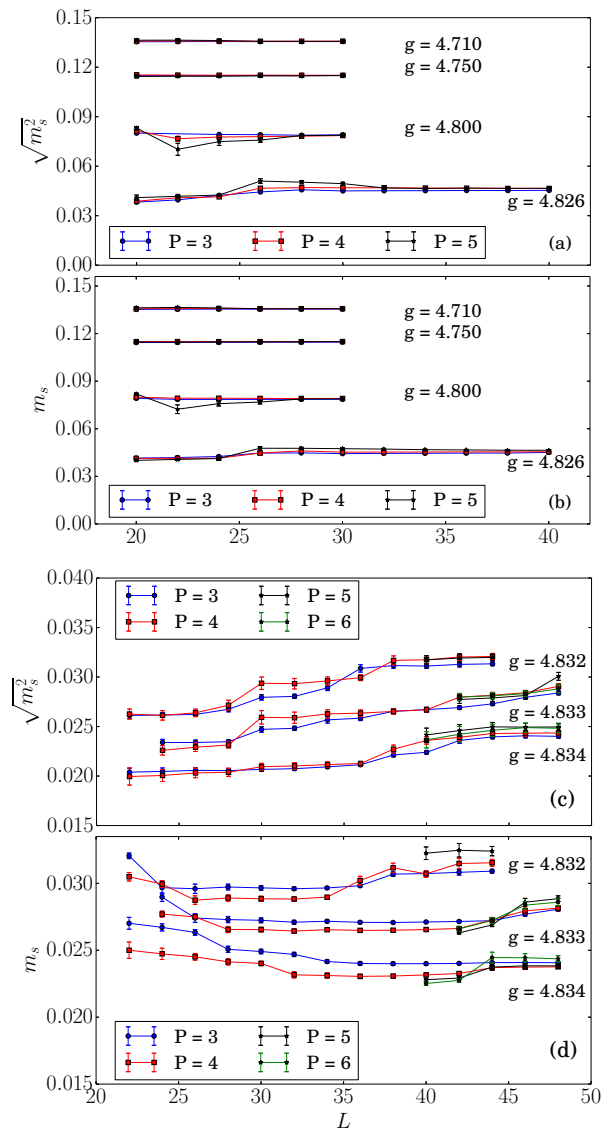 0.15
0.12
0.09
0.06
0.03
0.00
√m_s^2
g = 4.710
g = 4.750
g = 4.800
g = 4.826
P = 3 P = 4 P = 5 (a)
0.15
0.12
0.09
0.06
0.03
0.00
m_s
g = 4.710
g = 4.750
g = 4.800
g = 4.826
P = 3 P = 4 P = 5 (b)
20 25 30 35 40
0.040
0.035
0.030
0.025
0.020
0.015
√m_s^2
P = 3 P = 5
P = 4 P = 6
g = 4.832
g = 4.833
g = 4.834
(c)
0.030
0.025
0.020
0.015
m_s
g = 4.832
g = 4.833
g = 4.834
P = 3 P = 5
P = 4 P = 6
(d)
20 25 30 35 40 45 50
L